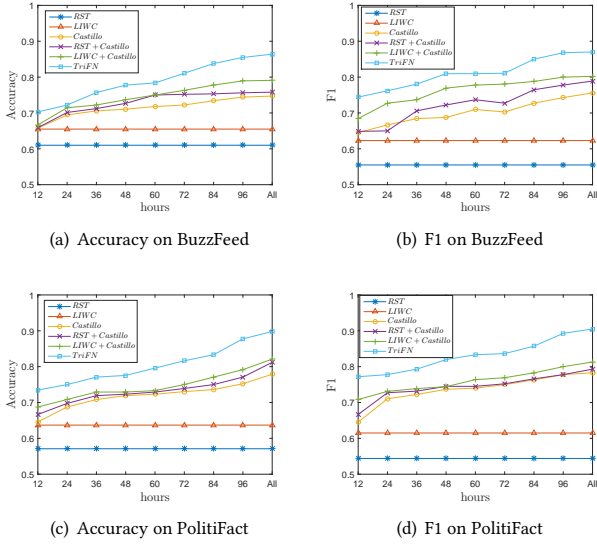 RST
LIWC
Castillo
RST + Castillo
LIWC + Castillo
TriFN
Accuracy
1
0.9
0.8
0.7
0.6
0.5
12 24 36 48 60 72 84 96 All
hours
(a) Accuracy on BuzzFeed
RST
LIWC
Castillo
RST + Castillo
LIWC + Castillo
TriFN
F1
1
0.9
0.8
0.7
0.6
0.5
12 24 36 48 60 72 84 96 All
hours
(b) F1 on BuzzFeed
RST
LIWC
Castillo
RST + Castillo
LIWC + Castillo
TriFN
Accuracy
1
0.9
0.8
0.7
0.6
0.5
12 24 36 48 60 72 84 96 All
hours
(c) Accuracy on PolitiFact
RST
LIWC
Castillo
RST + Castillo
LIWC + Castillo
TriFN
F1
1
0.9
0.8
0.7
0.6
0.5
12 24 36 48 60 72 84 96 All
hours
(d) F1 on PolitiFact